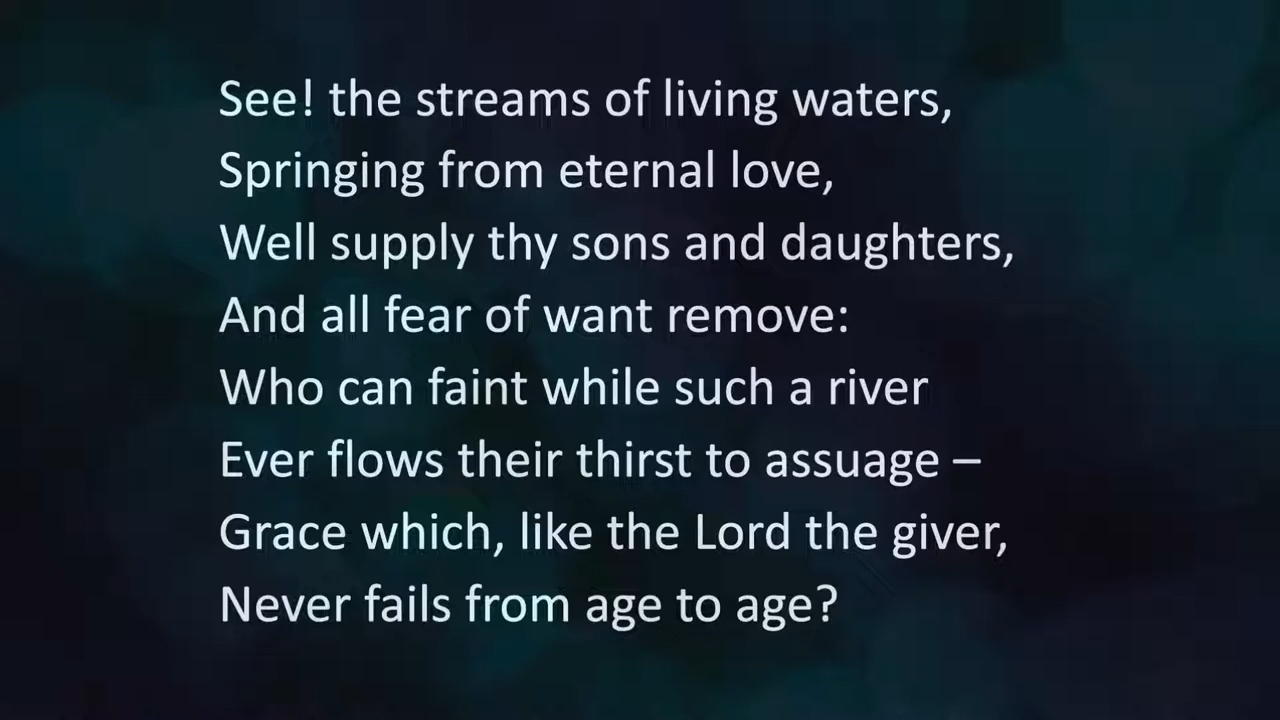 See! the streams of living waters,
Springing from eternal love,
Well supply thy sons and daughters,
And all fear of want remove:
Who can faint while such a river
Ever flows their thirst to assuage –
Grace which, like the Lord the giver,
Never fails from age to age?